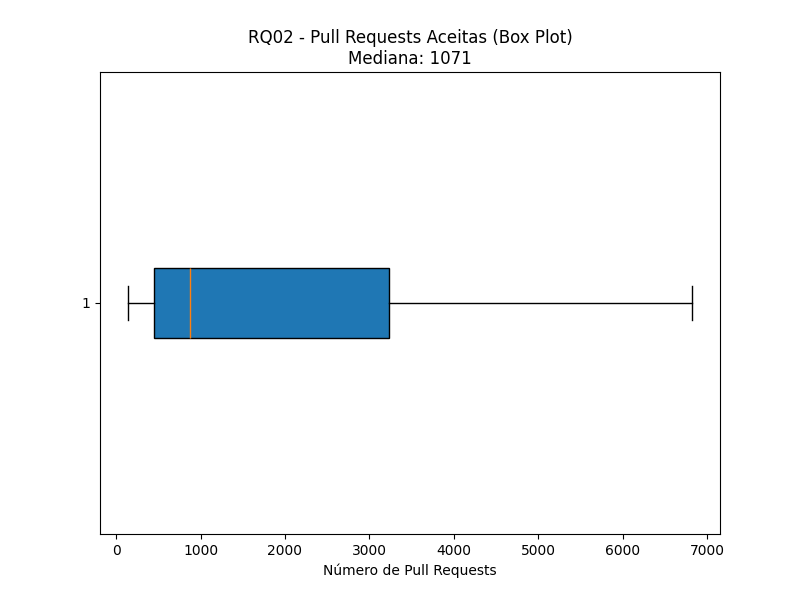 RQ02 - Pull Requests Aceitas (Box Plot)
Mediana: 1071
1
0 1000 2000 3000 4000 5000 6000 7000
Número de Pull Requests